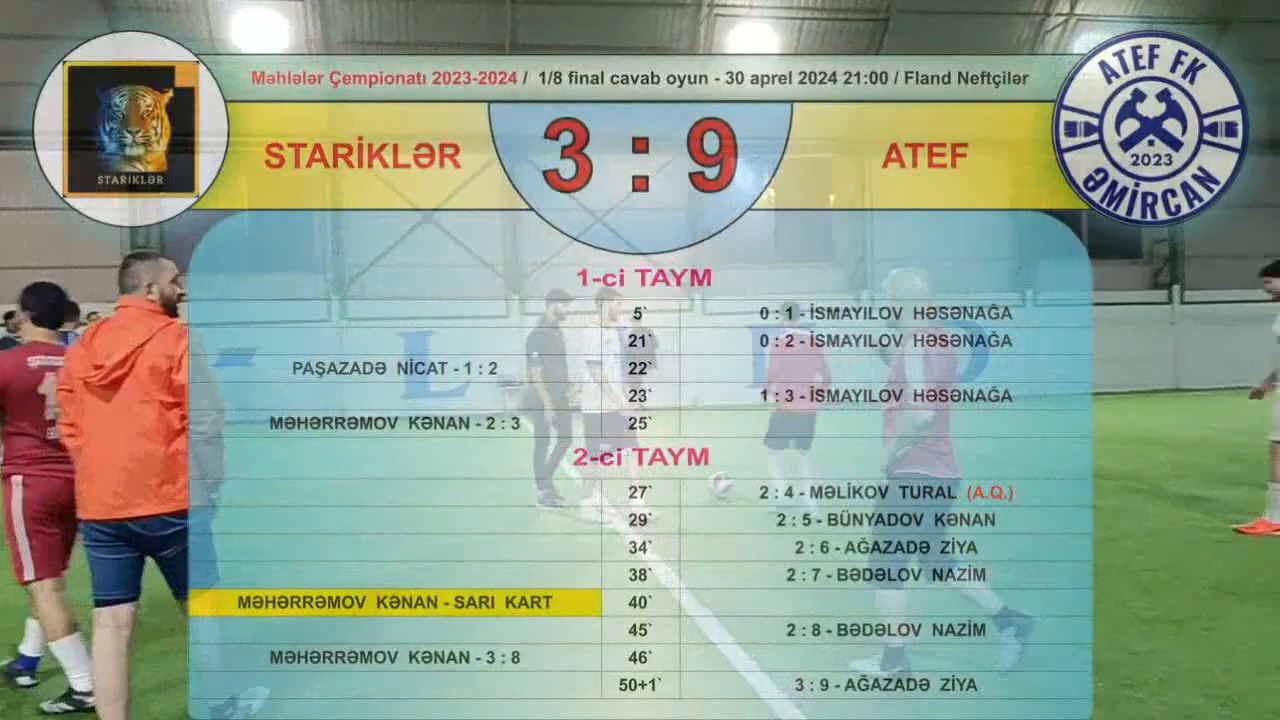 Məhlələr Çempionatı 2023-2024 / 1/8 final cavab oyun - 30 aprel 2024 21:00 / Fland Neftçilər
STARİKLƏR
STARİKLƏR 3 : 9 ATEF
ATEF FK
2023
ƏMİRCAN
1-ci TAYM
5` 0 : 1 - İSMAYILOV HƏSƏNAĞA
21` 0 : 2 - İSMAYILOV HƏSƏNAĞA
PAŞAZADƏ NİCAT - 1 : 2 22`
23` 1 : 3 - İSMAYILOV HƏSƏNAĞA
MƏHƏRRƏMOV KƏNAN - 2 : 3 25`
2-ci TAYM
27` 2 : 4 - MƏLİKOV TURAL (A.Q.)
29` 2 : 5 - BÜNYADOV KƏNAN
34` 2 : 6 - AĞAZADƏ ZİYA
38` 2 : 7 - BƏDƏLOV NAZİM
MƏHƏRRƏMOV KƏNAN - SARI KART 40`
45` 2 : 8 - BƏDƏLOV NAZİM
MƏHƏRRƏMOV KƏNAN - 3 : 8 46`
50+1` 3 : 9 - AĞAZADƏ ZİYA